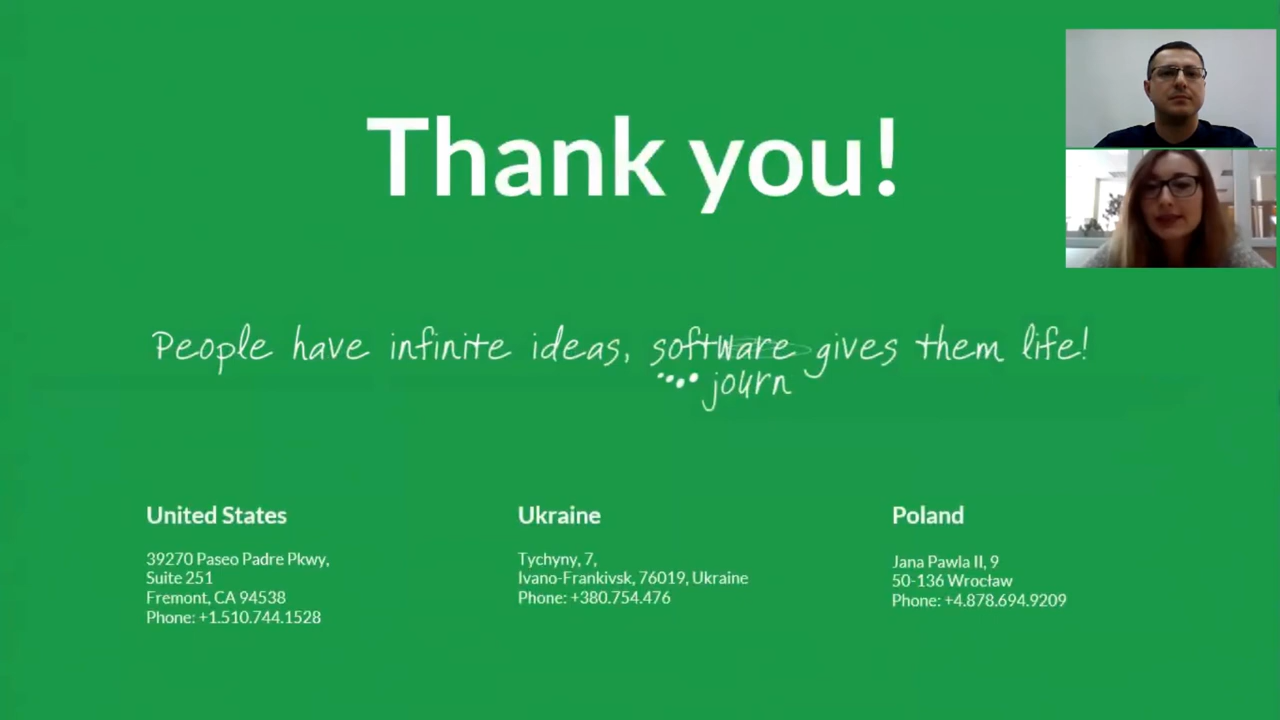 Thank you!
People have infinite ideas, software gives them life!
journ
United States
39270 Paseo Padre Pkwy,
Suite 251
Fremont, CA 94538
Phone: +1.510.744.1528
Ukraine
Tychyny, 7,
Ivano-Frankivsk, 76019, Ukraine
Phone: +380.754.476
Poland
Jana Pawla II, 9
50-136 Wrocław
Phone: +4.878.694.9209